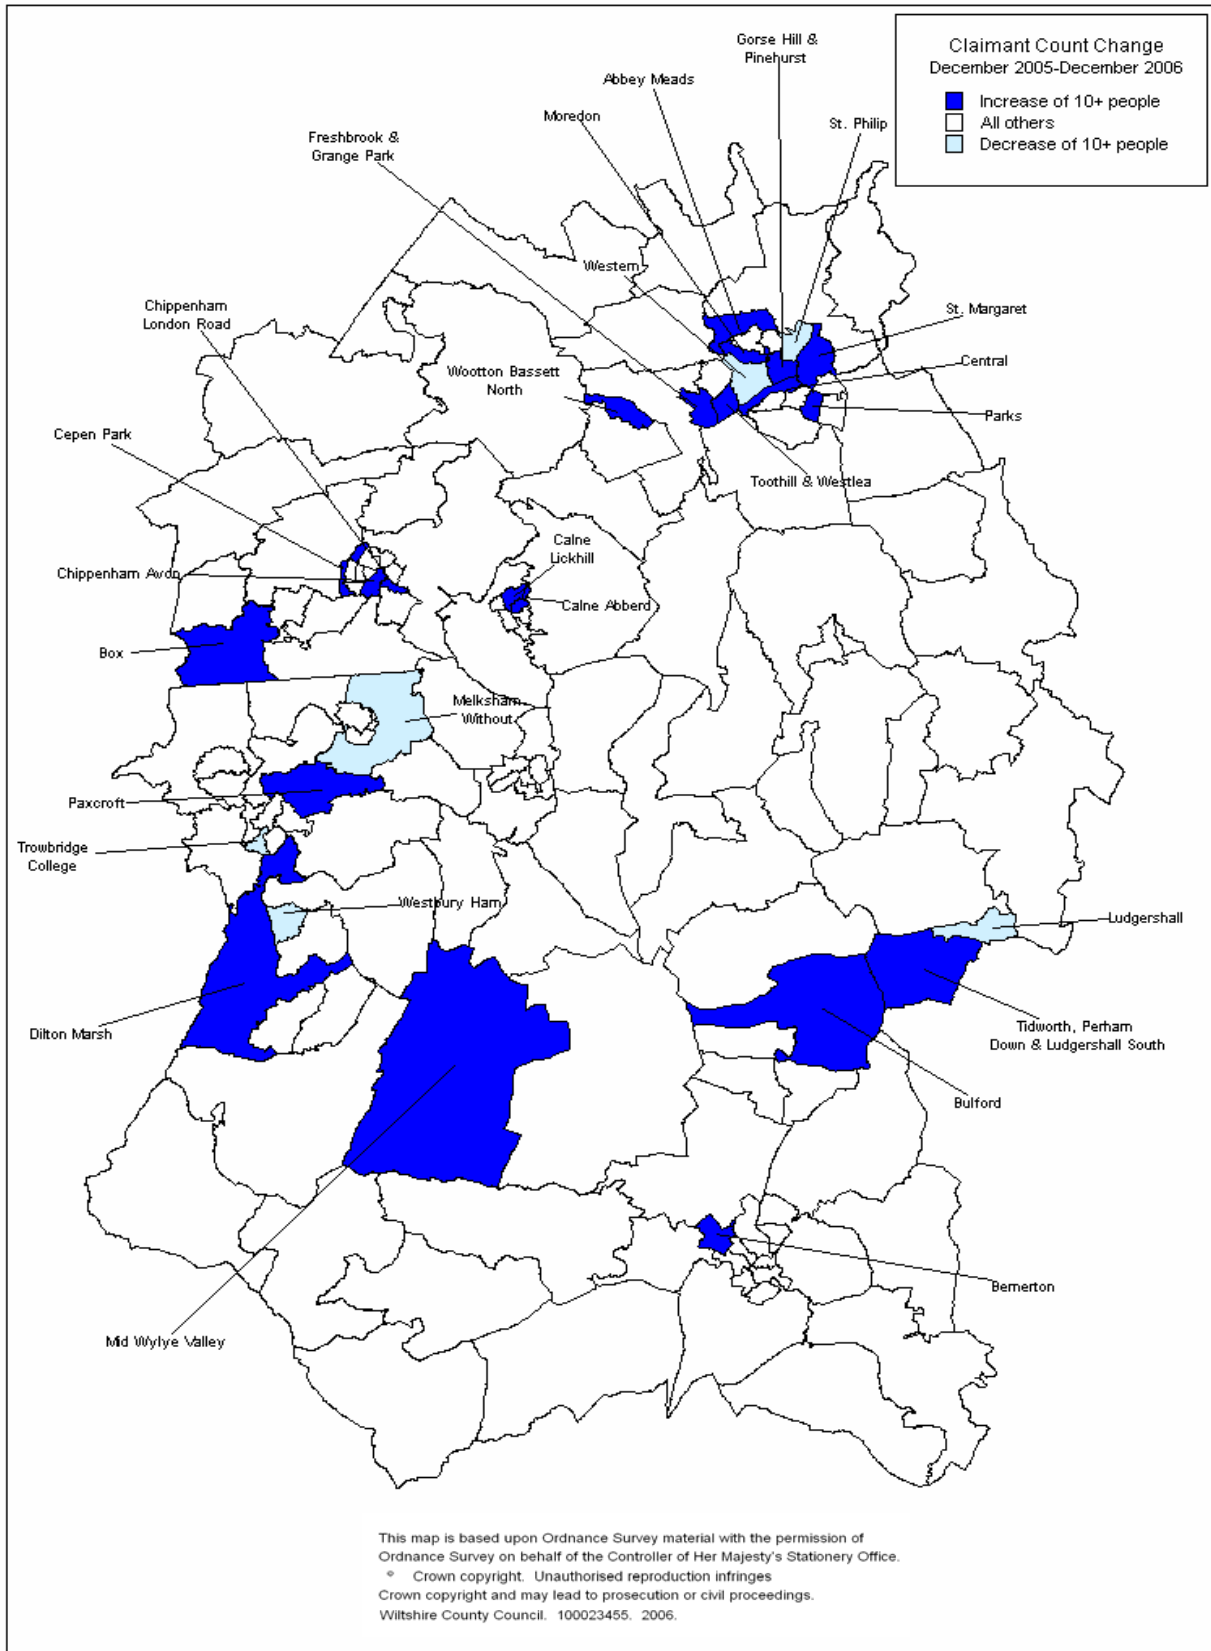 Claimant Count Change
December 2005-December 2006
Increase of 10+ people
All others
Decrease of 10+ people
Gorse Hill &
Pinehurst
Abbey Meads
Moredon
St. Philip
Freshbrook &
Grange Park
Western
Chippenham
London Road
St. Margaret
Wootton Bassett
North
Central
Cepen Park
Parks
Toothill & Westlea
Calne
Lickhill
Chippenham Avon
Calne Abberd
Box
Melksham
Without
Paxcroft
Trowbridge
College
Westbury Ham
Ludgershall
Dilton Marsh
Tidworth, Perham
Down & Ludgershall South
Bulford
Bemerton
Mid Wylye Valley
This map is based upon Ordnance Survey material with the permission of
Ordnance Survey on behalf of the Controller of Her Majesty's Stationery Office.
° Crown copyright. Unauthorised reproduction infringes
Crown copyright and may lead to prosecution or civil proceedings.
Wiltshire County Council. 100023455. 2006.